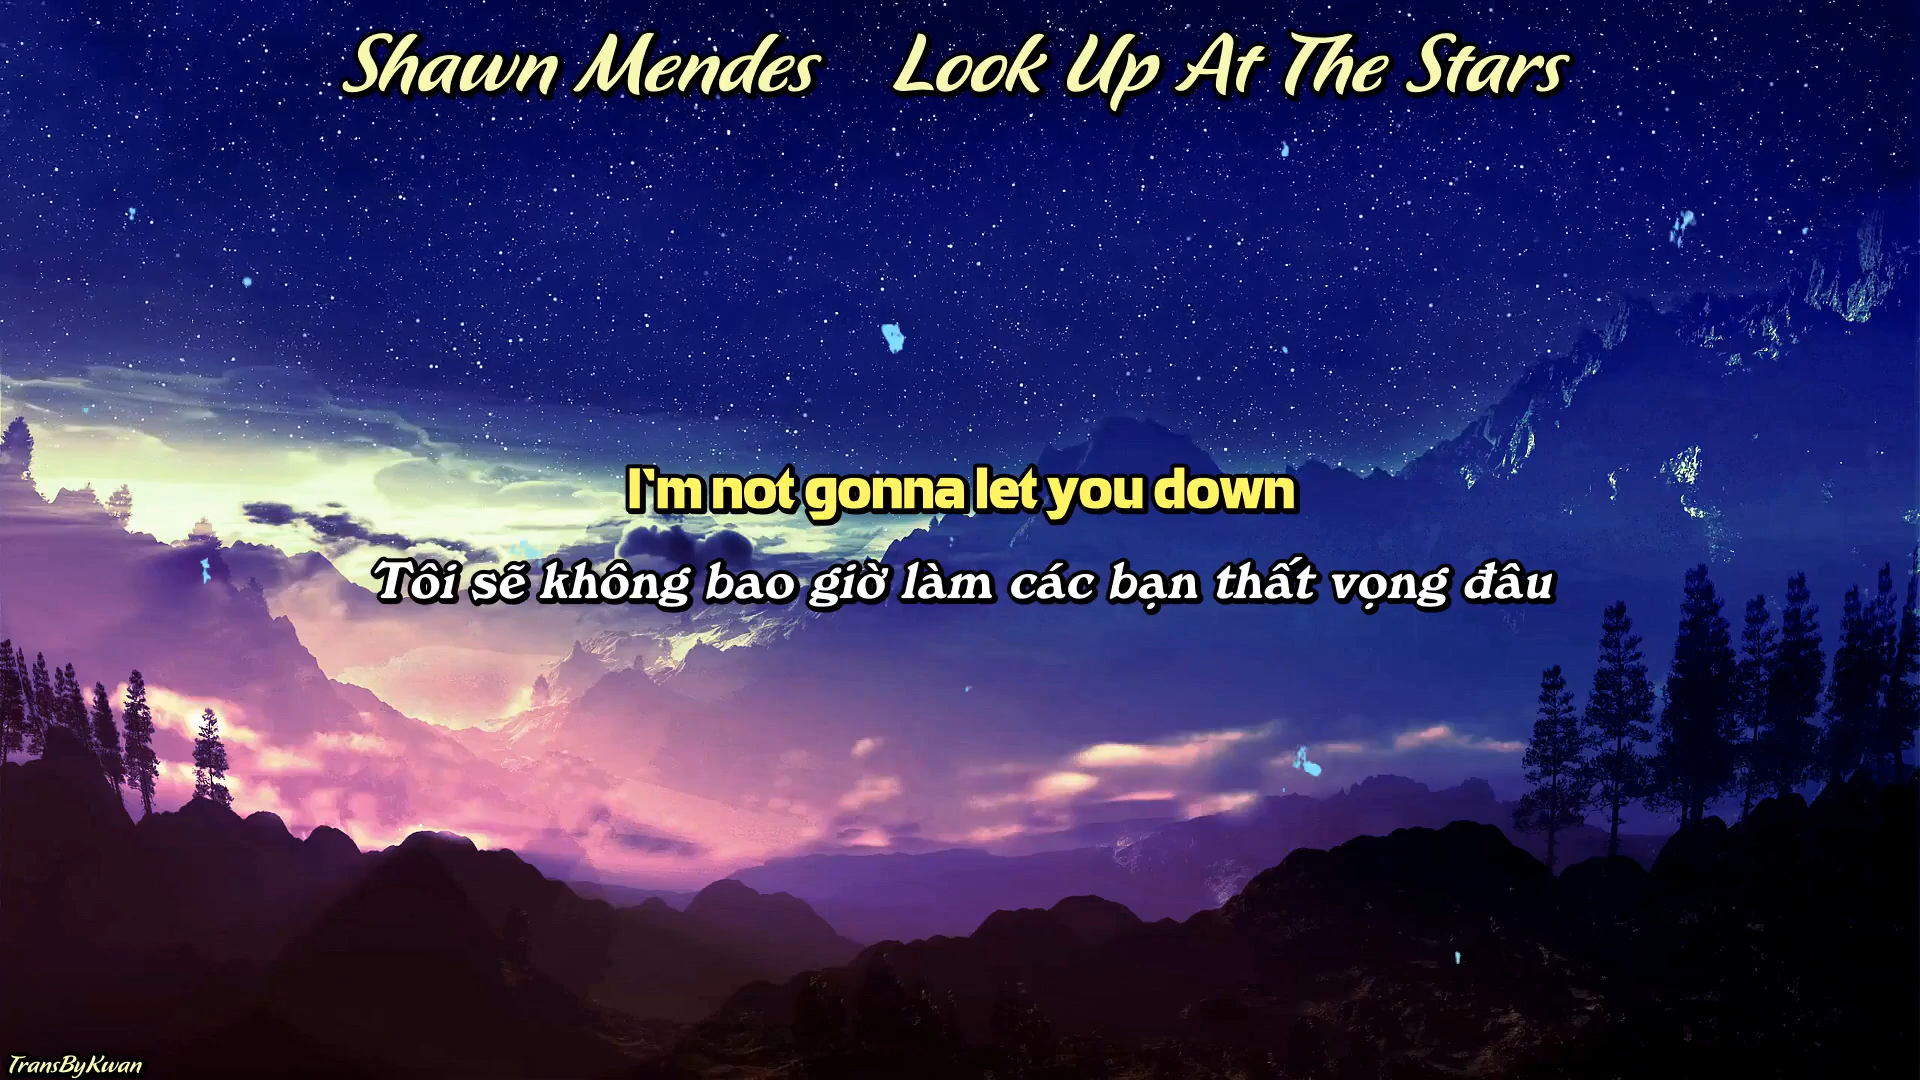 Shawn Mendes Look Up At The Stars
I'm not gonna let you down
Tôi sẽ không bao giờ làm các bạn thất vọng đâu
TransByKwan